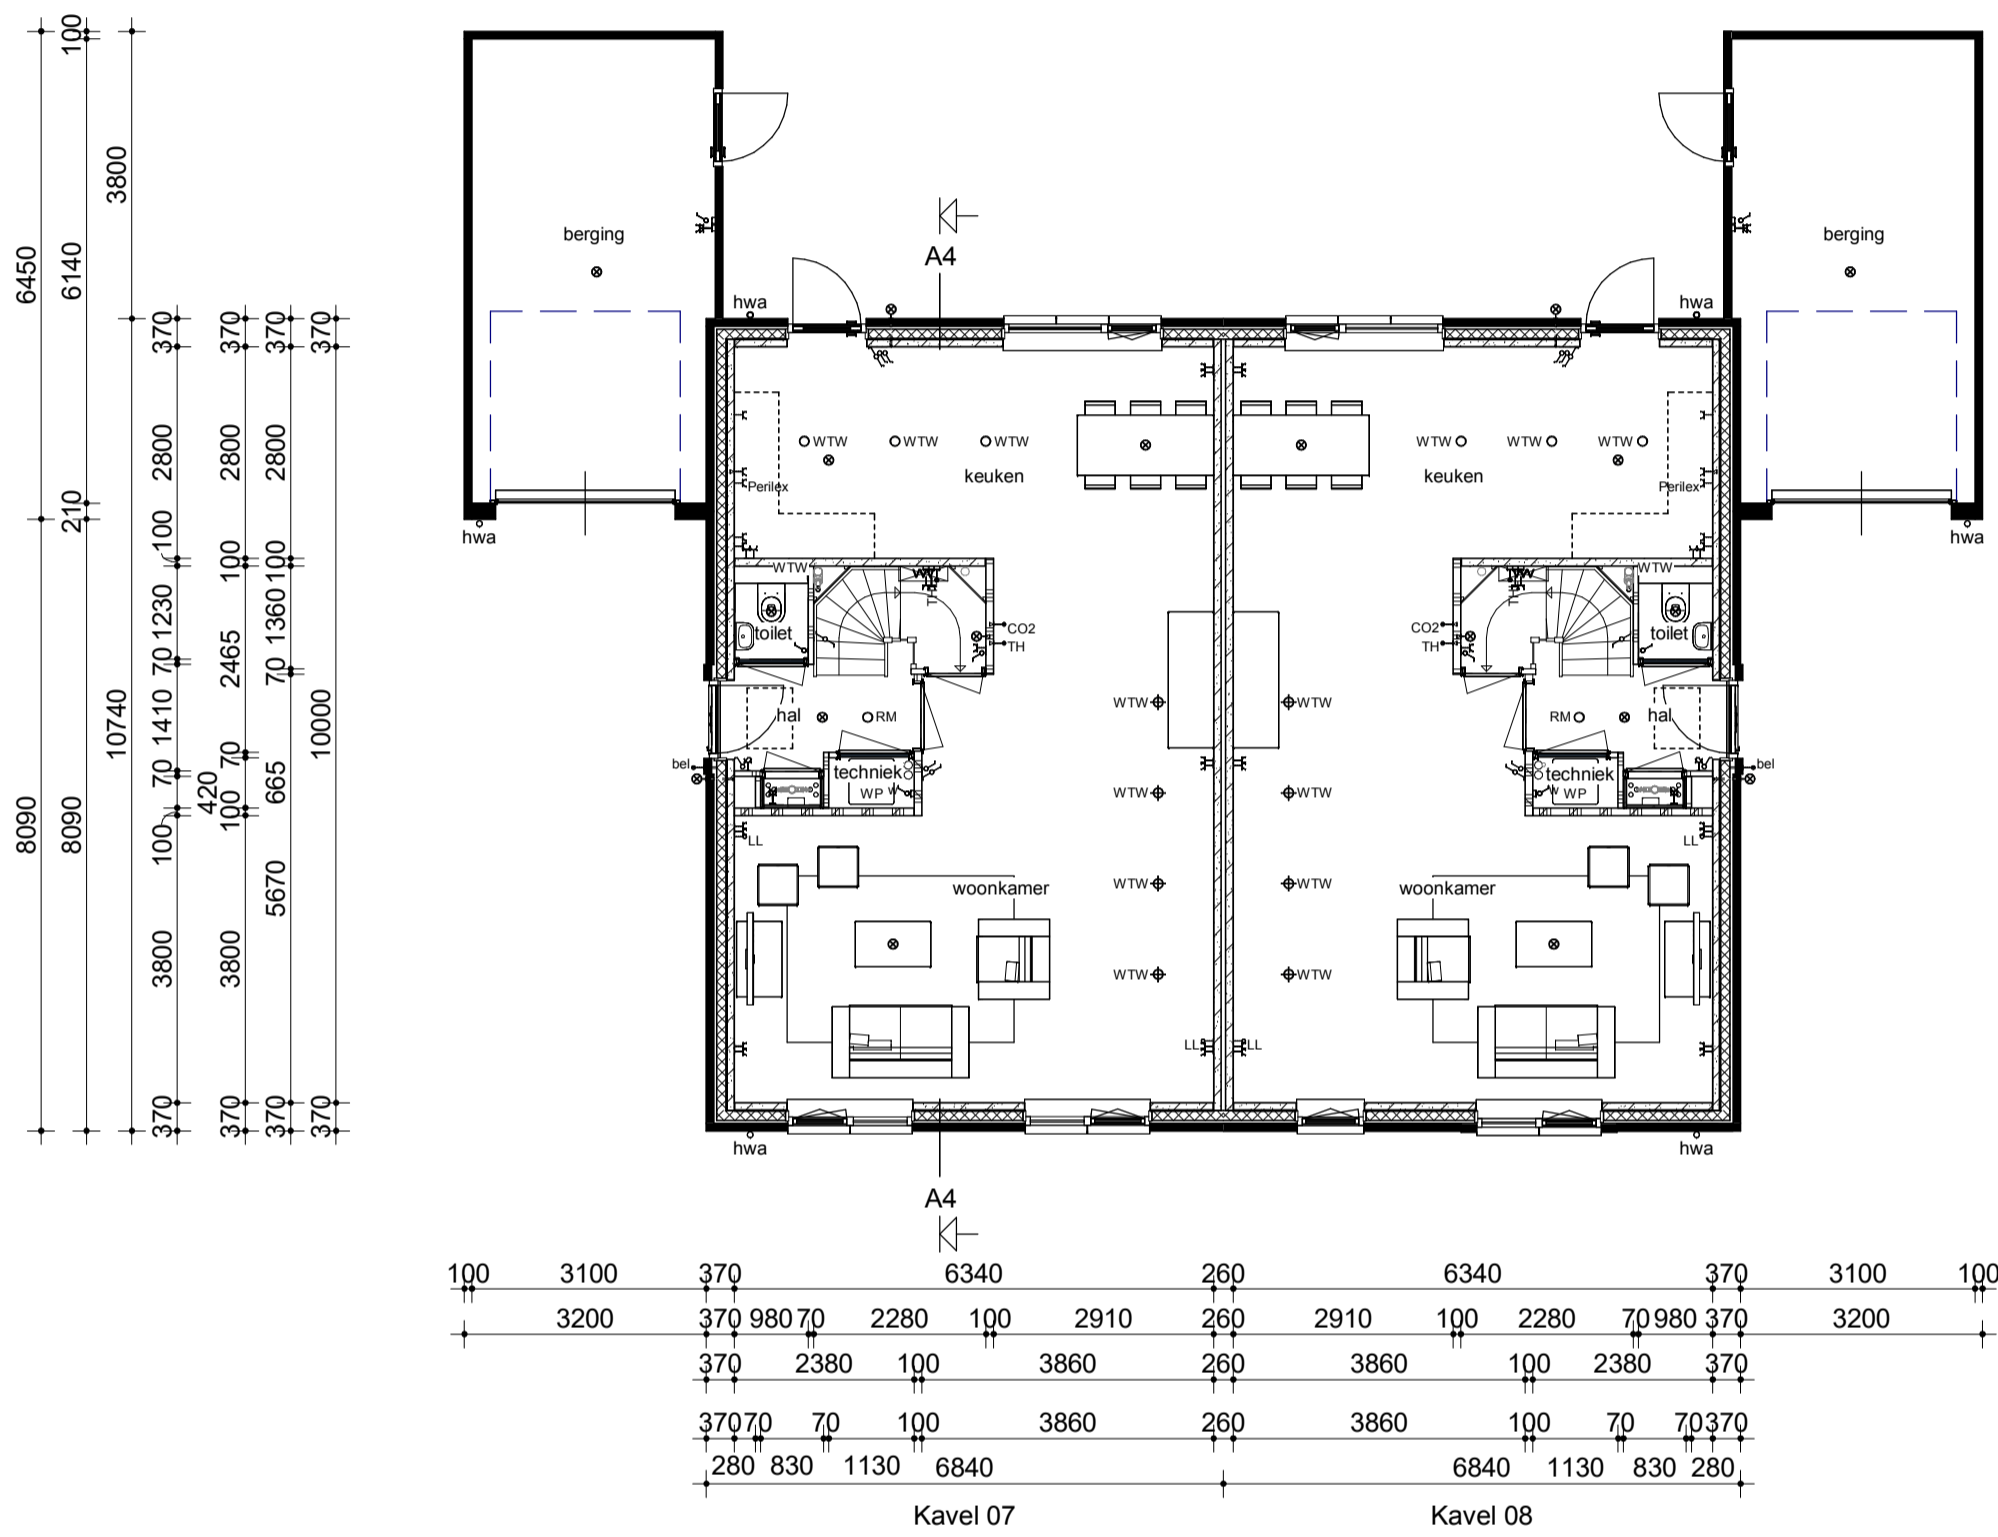 100
3800
6450
6140
210
8090
8090
10740
370
2800
100
1230
70
1410
70
420
100
3800
370
370
2800
100
2465
70
100
3800
370
370
2800
100
1360
70
665
5670
370
370
10000
370
berging
berging
A4
hwa
hwa
WTW
WTW
WTW
WTW
WTW
WTW
keuken
keuken
Perilex
Perilex
hwa
hwa
WTW
WTW
TH
TH
toilet
toilet
CO2
CO2
TH
TH
WTW
WTW
hal
RM
RM
hal
bel
bel
techniek
techniek
WP
W
W
WP
WTW
WTW
LL
LL
woonkamer
woonkamer
WTW
WTW
WTW
WTW
LL
LL
hwa
hwa
A4
100 3100 370 6340 260 6340 370 3100 100
3200 370 980 70 2280 100 2910 260 2910 100 2280 70 980 370 3200
370 2380 100 3860 260 3860 100 2380 370
370 70 70 100 3860 260 3860 100 70 70 370
280 830 1130 6840 6840 1130 830 280
Kavel 07 Kavel 08